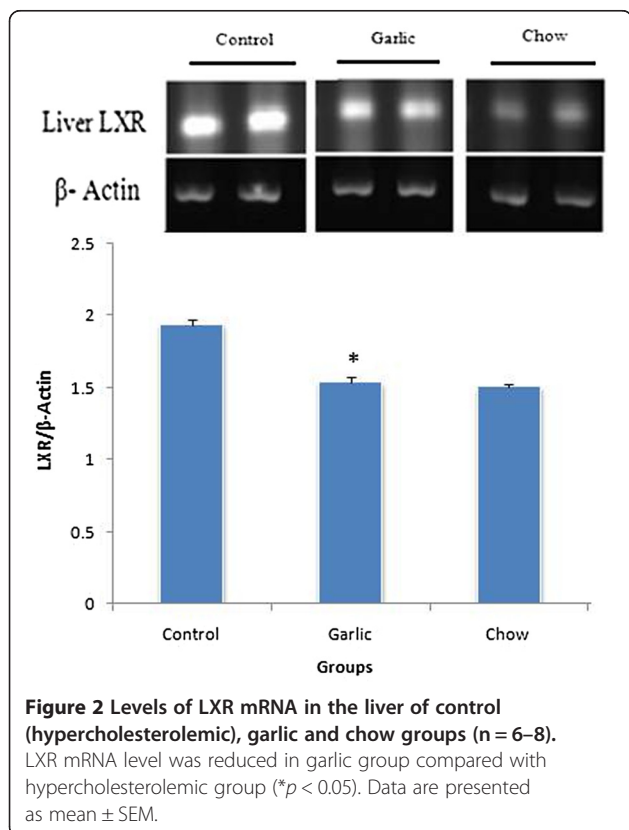 Control Garlic Chow
Liver LXR
β- Actin
2.5
2
1.5
1
0.5
0
LXR/β-Actin
*
Control Garlic Chow
Groups
Figure 2 Levels of LXR mRNA in the liver of control
(hypercholesterolemic), garlic and chow groups (n = 6–8).
LXR mRNA level was reduced in garlic group compared with
hypercholesterolemic group (*p < 0.05). Data are presented
as mean ± SEM.